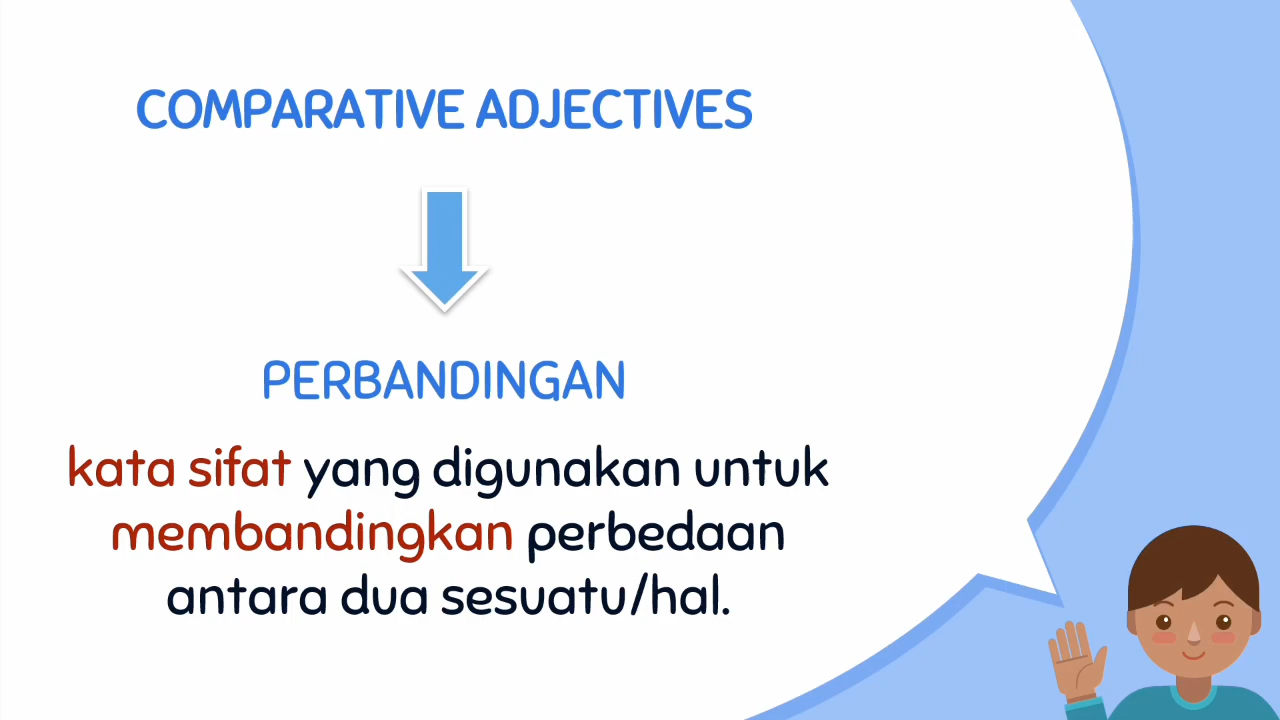 COMPARATIVE ADJECTIVES
PERBANDINGAN
kata sifat yang digunakan untuk
membandingkan perbedaan
antara dua sesuatu/hal.